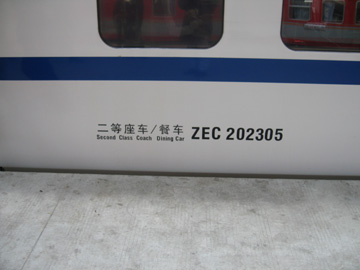 二等座车/餐车 ZEC 202305
Second Class Coach Dining Car